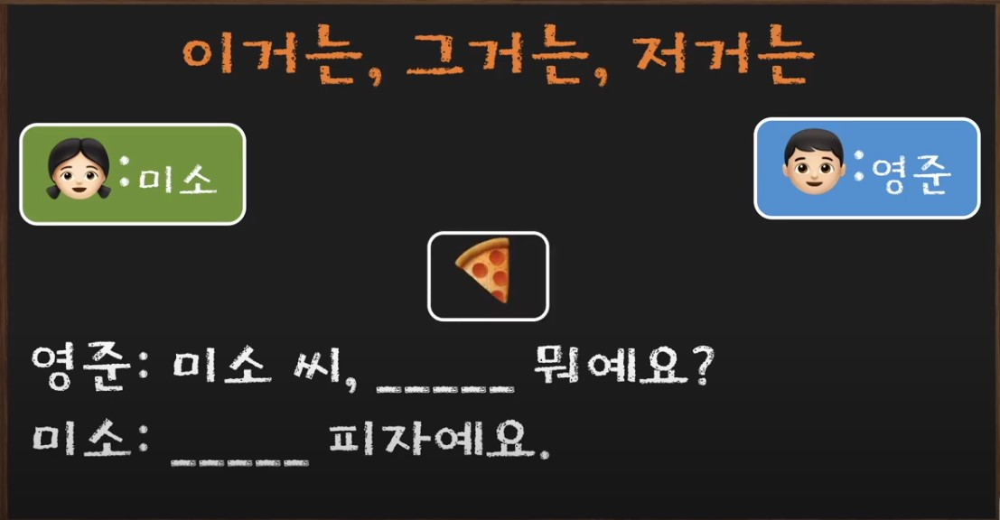 이거는, 그거는, 저거는
:미소
:영준
영준: 미소 씨, _____ 뭐예요?
미소: _____ 피자예요.